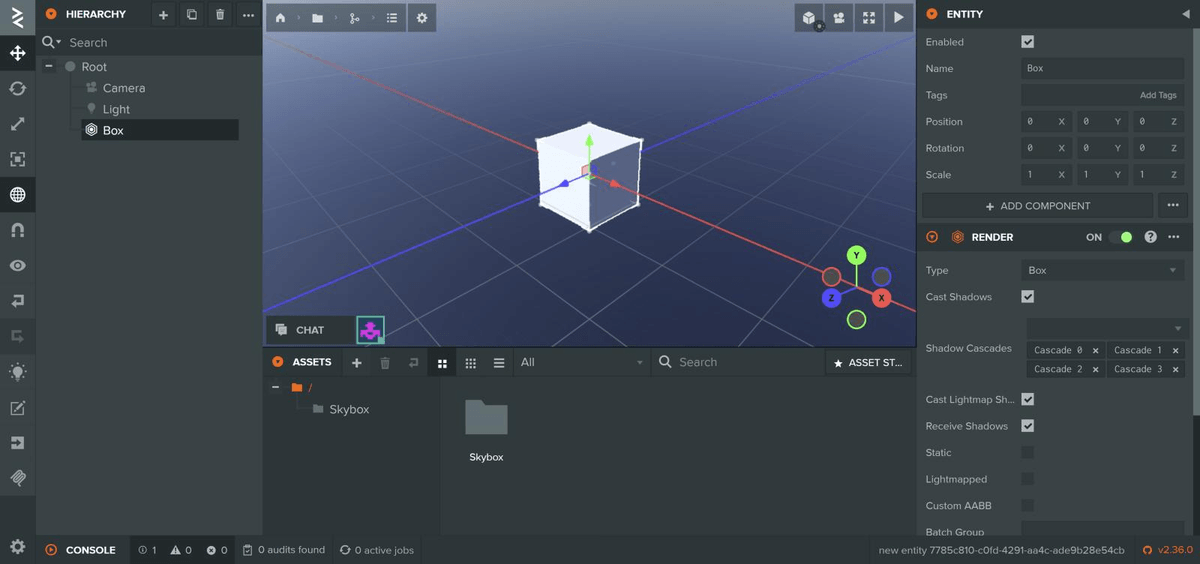 HIERARCHY
Search
Root
Camera
Light
Box
Y
Z
X
CHAT
ASSETS
All
Search
ASSET ST...
/
Skybox
Skybox
ENTITY
Enabled
Name Box
Tags Add Tags
Position 0 X 0 Y 0 Z
Rotation 0 X 0 Y 0 Z
Scale 1 X 1 Y 1 Z
ADD COMPONENT
RENDER ON ?
Type Box
Cast Shadows
Shadow Cascades
Cascade 0 × Cascade 1 ×
Cascade 2 × Cascade 3 ×
Cast Lightmap Sh...
Receive Shadows
Static
Lightmapped
Custom AABB
Batch Group
CONSOLE 1 0 0 0 audits found 0 active jobs new entity 7785c810-c0fd-4291-aa4c-ade9b28e54cb v2.36.0